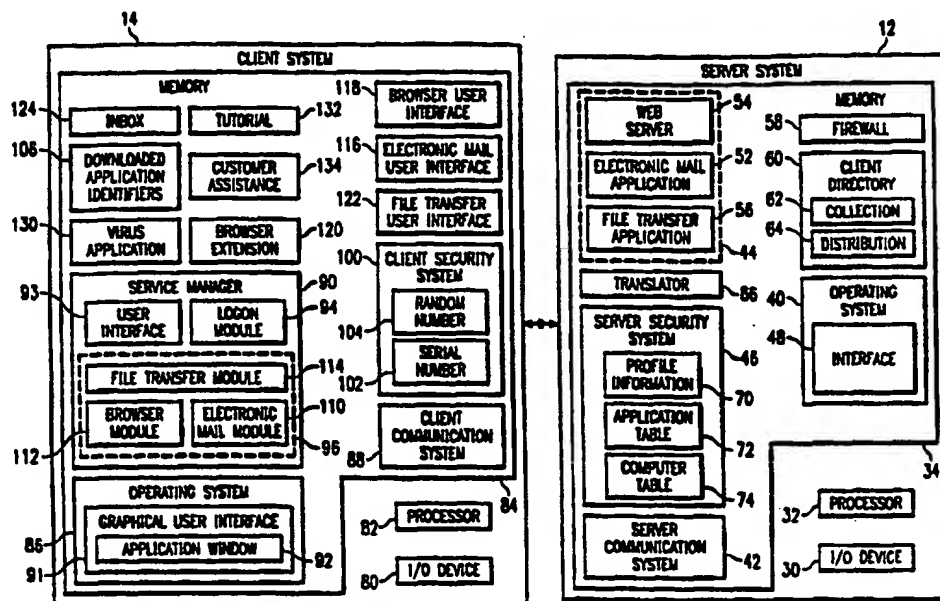 14
CLIENT SYSTEM
MEMORY
124
INBOX
TUTORIAL
132
106
DOWNLOADED
APPLICATION
IDENTIFIERS
CUSTOMER
ASSISTANCE
134
130
VIRUS
APPLICATION
BROWSER
EXTENSION
120
SERVICE MANAGER
90
93
USER
INTERFACE
LOGON
MODULE
94
FILE TRANSFER MODULE
114
BROWSER
MODULE
ELECTRONIC
MAIL MODULE
110
112
96
OPERATING SYSTEM
GRAPHICAL USER INTERFACE
APPLICATION WINDOW
86
91
92
118
BROWSER USER
INTERFACE
116
ELECTRONIC MAIL
USER INTERFACE
122
FILE TRANSFER
USER INTERFACE
100
CLIENT SECURITY
SYSTEM
RANDOM
NUMBER
104
SERIAL
NUMBER
102
CLIENT
COMMUNICATION
SYSTEM
88
84
82
PROCESSOR
80
I/O DEVICE
12
SERVER SYSTEM
54
WEB
SERVER
ELECTRONIC MAIL
APPLICATION
52
FILE TRANSFER
APPLICATION
56
44
TRANSLATOR
66
SERVER SECURITY
SYSTEM
46
PROFILE
INFORMATION
70
APPLICATION
TABLE
72
COMPUTER
TABLE
74
SERVER
COMMUNICATION
SYSTEM
42
MEMORY
58
FIREWALL
60
CLIENT
DIRECTORY
62
COLLECTION
64
DISTRIBUTION
40
OPERATING
SYSTEM
48
INTERFACE
34
32
PROCESSOR
30
I/O DEVICE